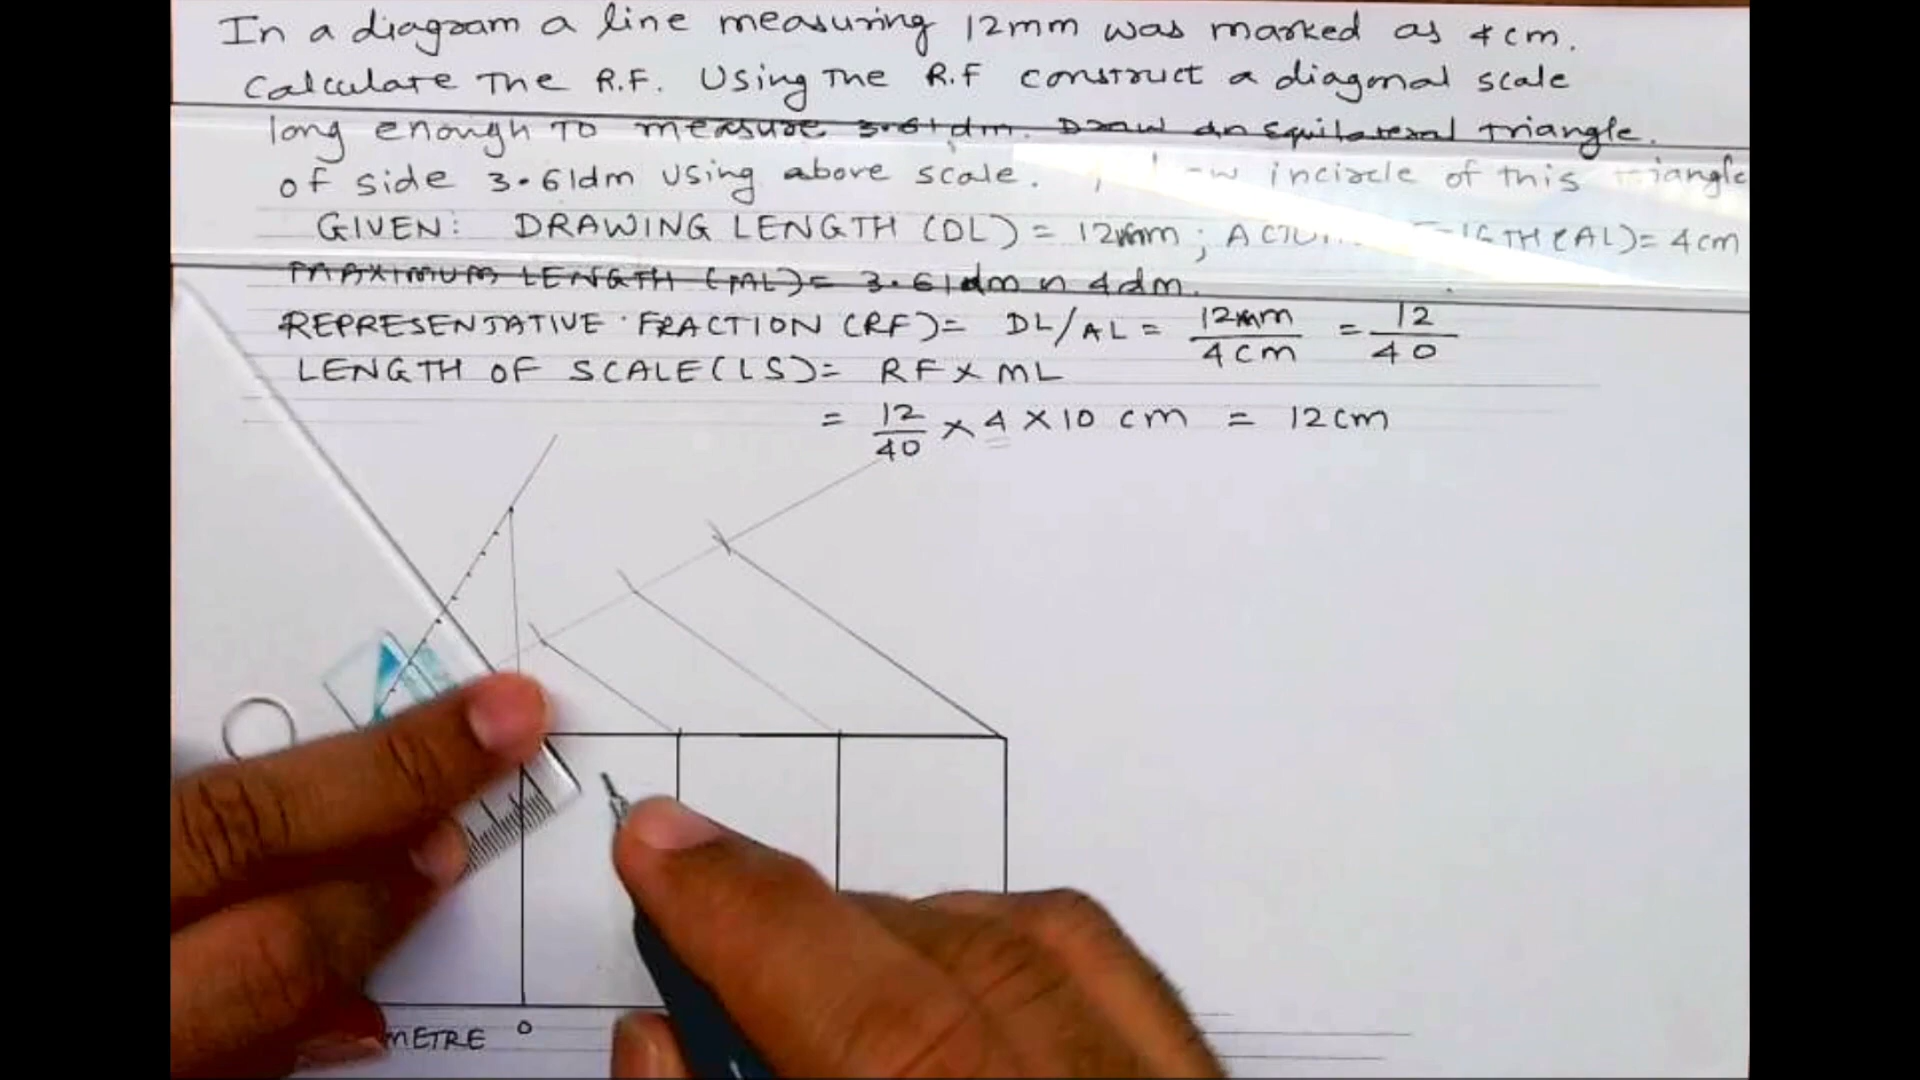 In a diagram a line measuring 12mm was marked as 4cm.
Calculate The R.F. Using The R.F construct a diagonal scale
long enough To measure 3.61dm. Draw an equilateral triangle.
of side 3.61dm using above scale. incircle of this triangle
GIVEN: DRAWING LENGTH (DL) = 12mm; (AL)= 4cm
MAXIMUM LENGTH (ML)= 3.61dm 4dm.
REPRESENTATIVE FRACTION (RF)= DL/AL = 12mm/4cm = 12/40
LENGTH OF SCALE(LS)= RF X ML
= 12/40 X 4 X 10 cm = 12cm
METRE 0